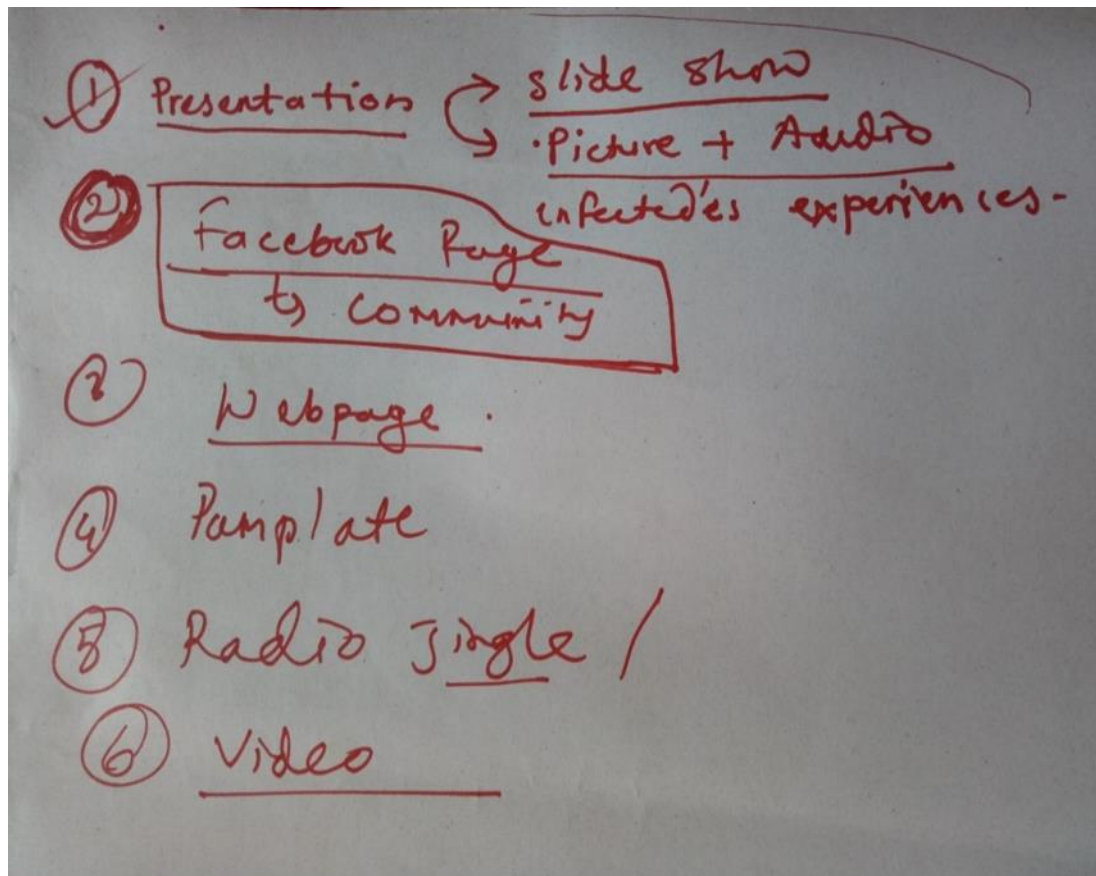 ① Presentation → slide show
→ · Picture + Audio
infected's experiences -
② Facebook Page
↳ Community
③ Webpage .
④ Pamplate
⑤ Radio Jingle /
⑥ Video